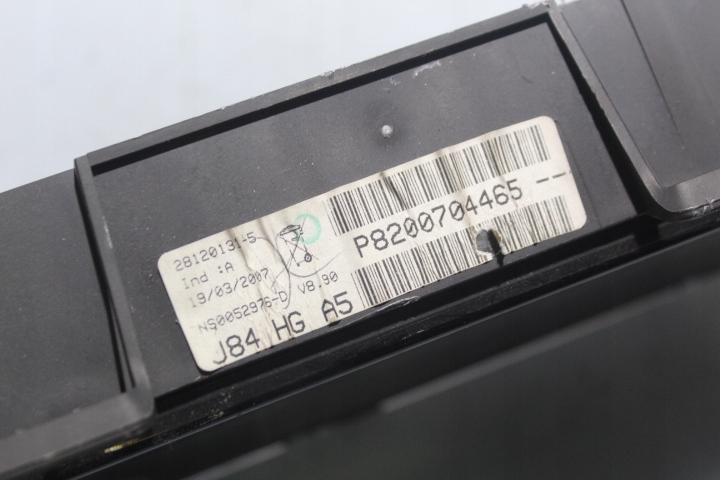 28120131-5
Ind :A
19/03/2007
NS0052976-D V8.90
J84 HG A5
P8200704465 --